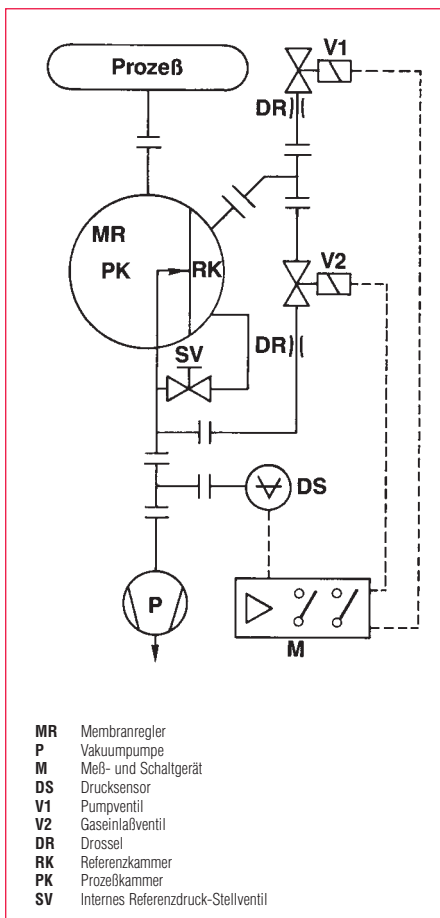 V1
Prozeß
DR
MR
PK
RK
V2
SV
DR
DS
P
M
MR Membranregler
P Vakuumpumpe
M Meß- und Schaltgerät
DS Drucksensor
V1 Pumpventil
V2 Gaseinlaßventil
DR Drossel
RK Referenzkammer
PK Prozeßkammer
SV Internes Referenzdruck-Stellventil